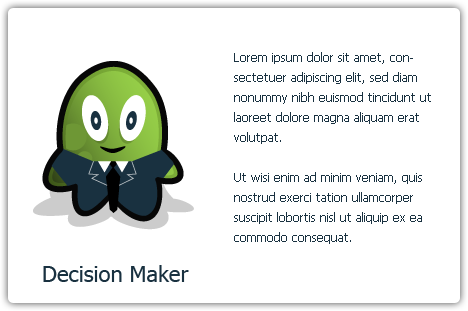 Lorem ipsum dolor sit amet, con-
sectetuer adipiscing elit, sed diam
nonummy nibh euismod tincidunt ut
laoreet dolore magna aliquam erat
volutpat.
Ut wisi enim ad minim veniam, quis
nostrud exerci tation ullamcorper
suscipit lobortis nisl ut aliquip ex ea
commodo consequat.
Decision Maker